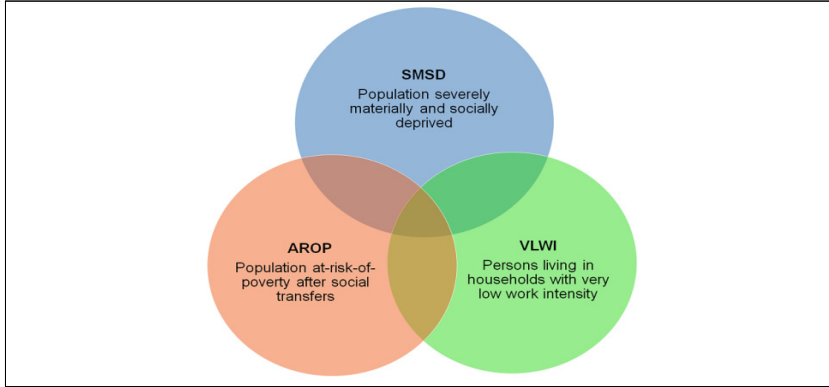 SMSD
Population severely
materially and socially
deprived
AROP
Population at-risk-of-
poverty after social
transfers
VLWI
Persons living in
households with very
low work intensity